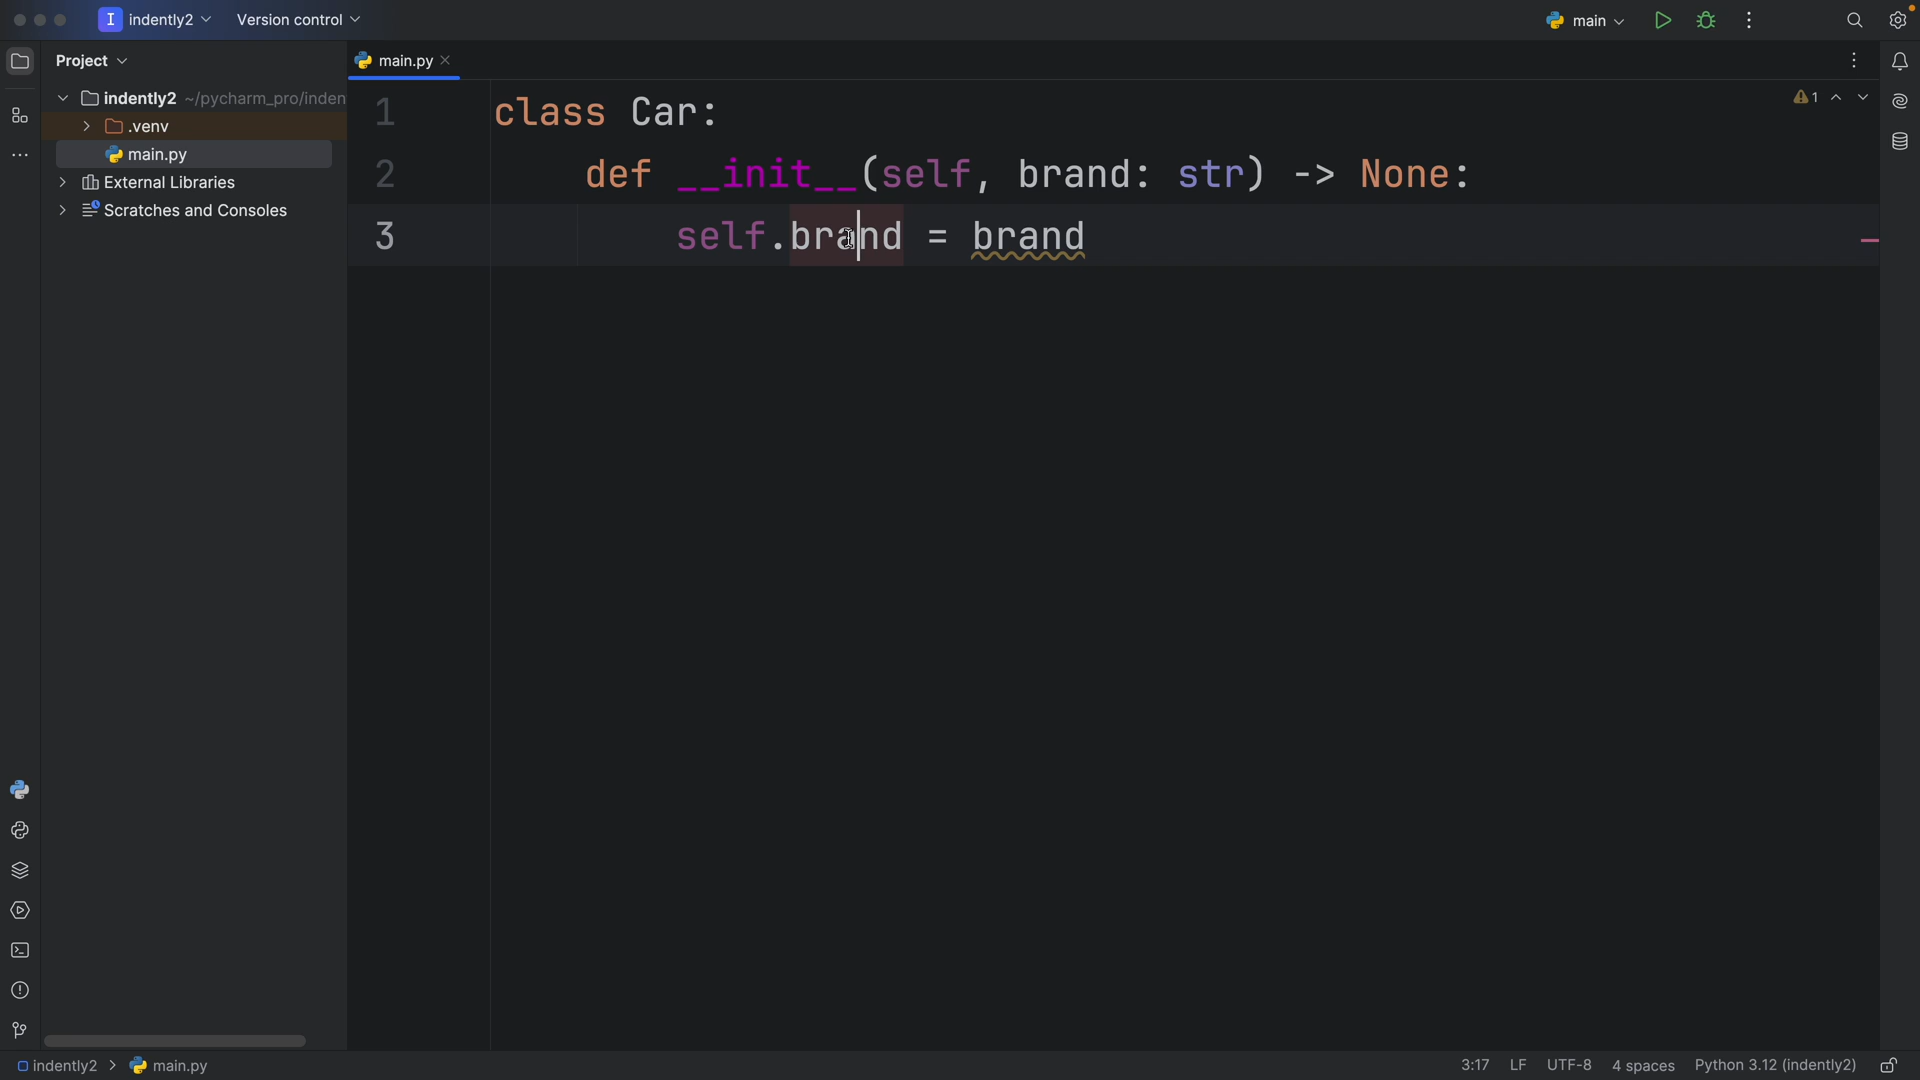 I indently2 Version control main
Project main.py
indently2 ~/pycharm_pro/inden
.venv
main.py
External Libraries
Scratches and Consoles
1 class Car:
2 def __init__(self, brand: str) -> None:
3 self.brand = brand
1
indently2 > main.py 3:17 LF UTF-8 4 spaces Python 3.12 (indently2)